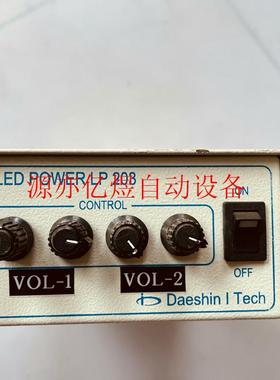 LED POWER LP 203
CONTROL
ON
源亦亿煜自动设备
VOL-1
VOL-2
OFF
Daeshin I Tech